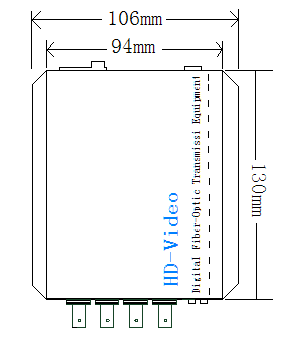 106mm
94mm
130mm
HD-Video
Digital Fiber-Optic Transmissi Equipment